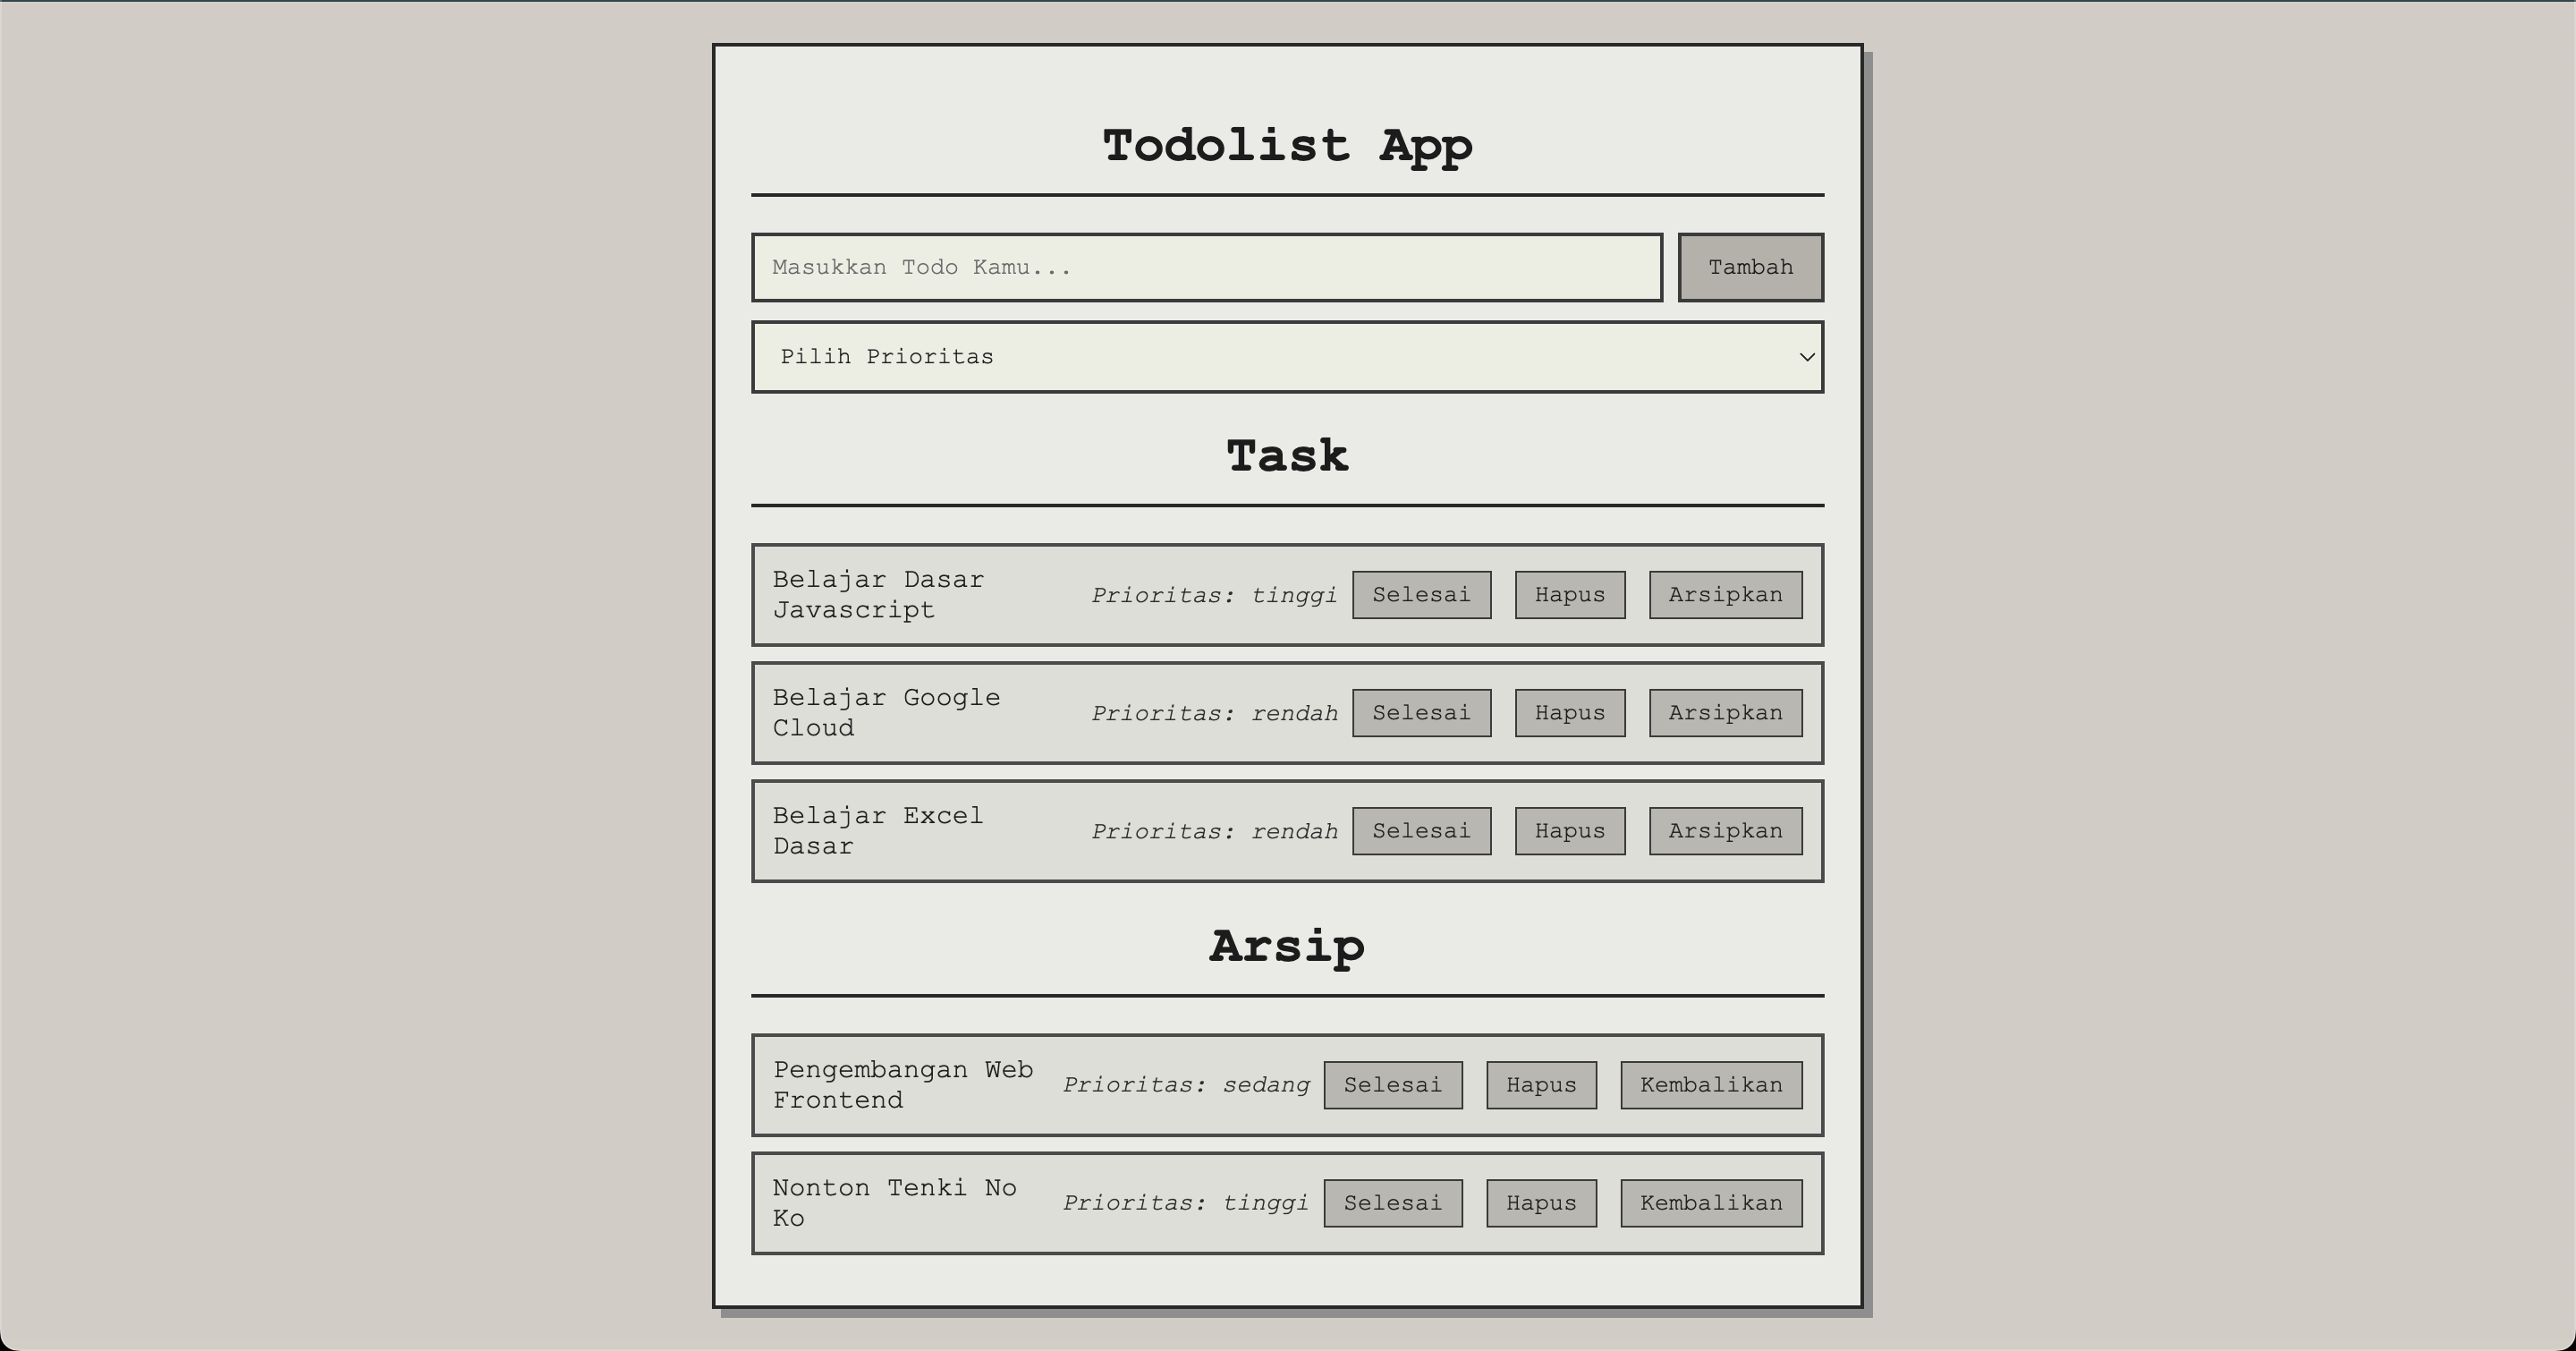 Todolist App
Masukkan Todo Kamu...
Tambah
Pilih Prioritas
Task
Belajar Dasar
Javascript
Prioritas: tinggi
Selesai
Hapus
Arsipkan
Belajar Google
Cloud
Prioritas: rendah
Selesai
Hapus
Arsipkan
Belajar Excel
Dasar
Prioritas: rendah
Selesai
Hapus
Arsipkan
Arsip
Pengembangan Web
Frontend
Prioritas: sedang
Selesai
Hapus
Kembalikan
Nonton Tenki No
Ko
Prioritas: tinggi
Selesai
Hapus
Kembalikan